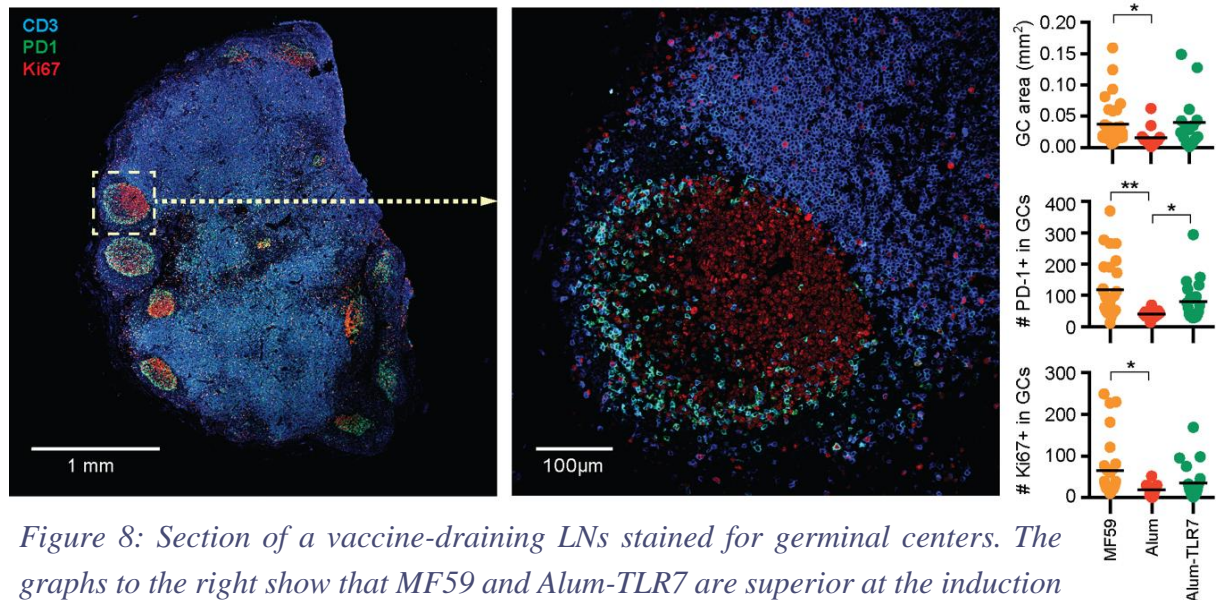 CD3
PD1
Ki67
1 mm
100µm
GC area (mm²)
0.20
0.15
0.10
0.05
0.00
*
# PD-1+ in GCs
400
300
200
100
0
**
*
# Ki67+ in GCs
300
200
100
0
*
MF59
Alum
Alum-TLR7
Figure 8: Section of a vaccine-draining LNs stained for germinal centers. The
graphs to the right show that MF59 and Alum-TLR7 are superior at the induction